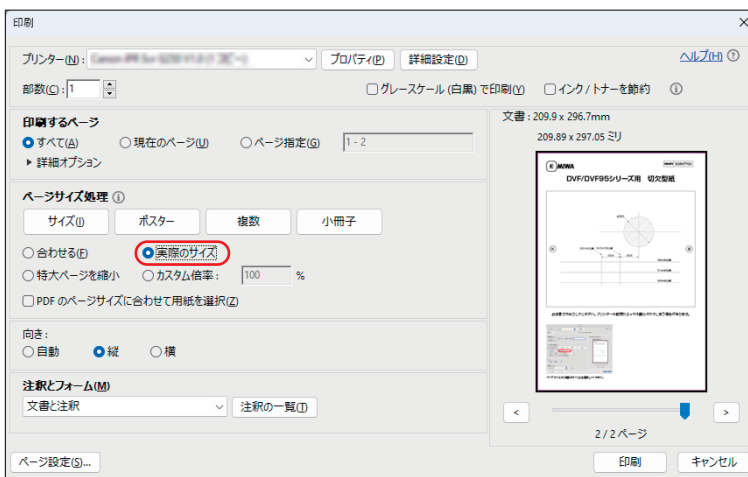 印刷
プリンター(N): プロパティ(P) 詳細設定(D) ヘルプ(H)
部数(C): 1 グレースケール (白黒) で印刷(Y) インク / トナーを節約
印刷するページ
すべて(A) 現在のページ(U) ページ指定(G) 1 - 2
詳細オプション
ページサイズ処理
サイズ(I) ポスター 複数 小冊子
合わせる(F) 実際のサイズ
特大ページを縮小 カスタム倍率: 100 %
PDF のページサイズに合わせて用紙を選択(Z)
向き:
自動 縦 横
注釈とフォーム(M)
文書と注釈 注釈の一覧(T)
ページ設定(S)...
文書: 209.9 x 296.7mm
209.89 x 297.05 ミリ
MIWA
DVF/DVF95シリーズ用 切欠型紙
< >
2 / 2 ページ
印刷 キャンセル